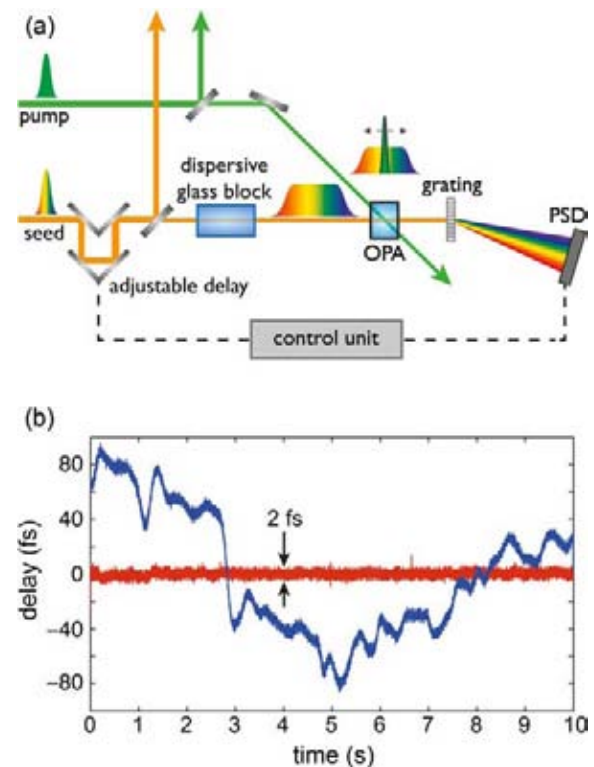 (a)
pump
dispersive
glass block
grating
PSD
seed
OPA
adjustable delay
control unit
(b)
80
40
0
−40
−80
delay (fs)
2 fs
0 1 2 3 4 5 6 7 8 9 10
time (s)